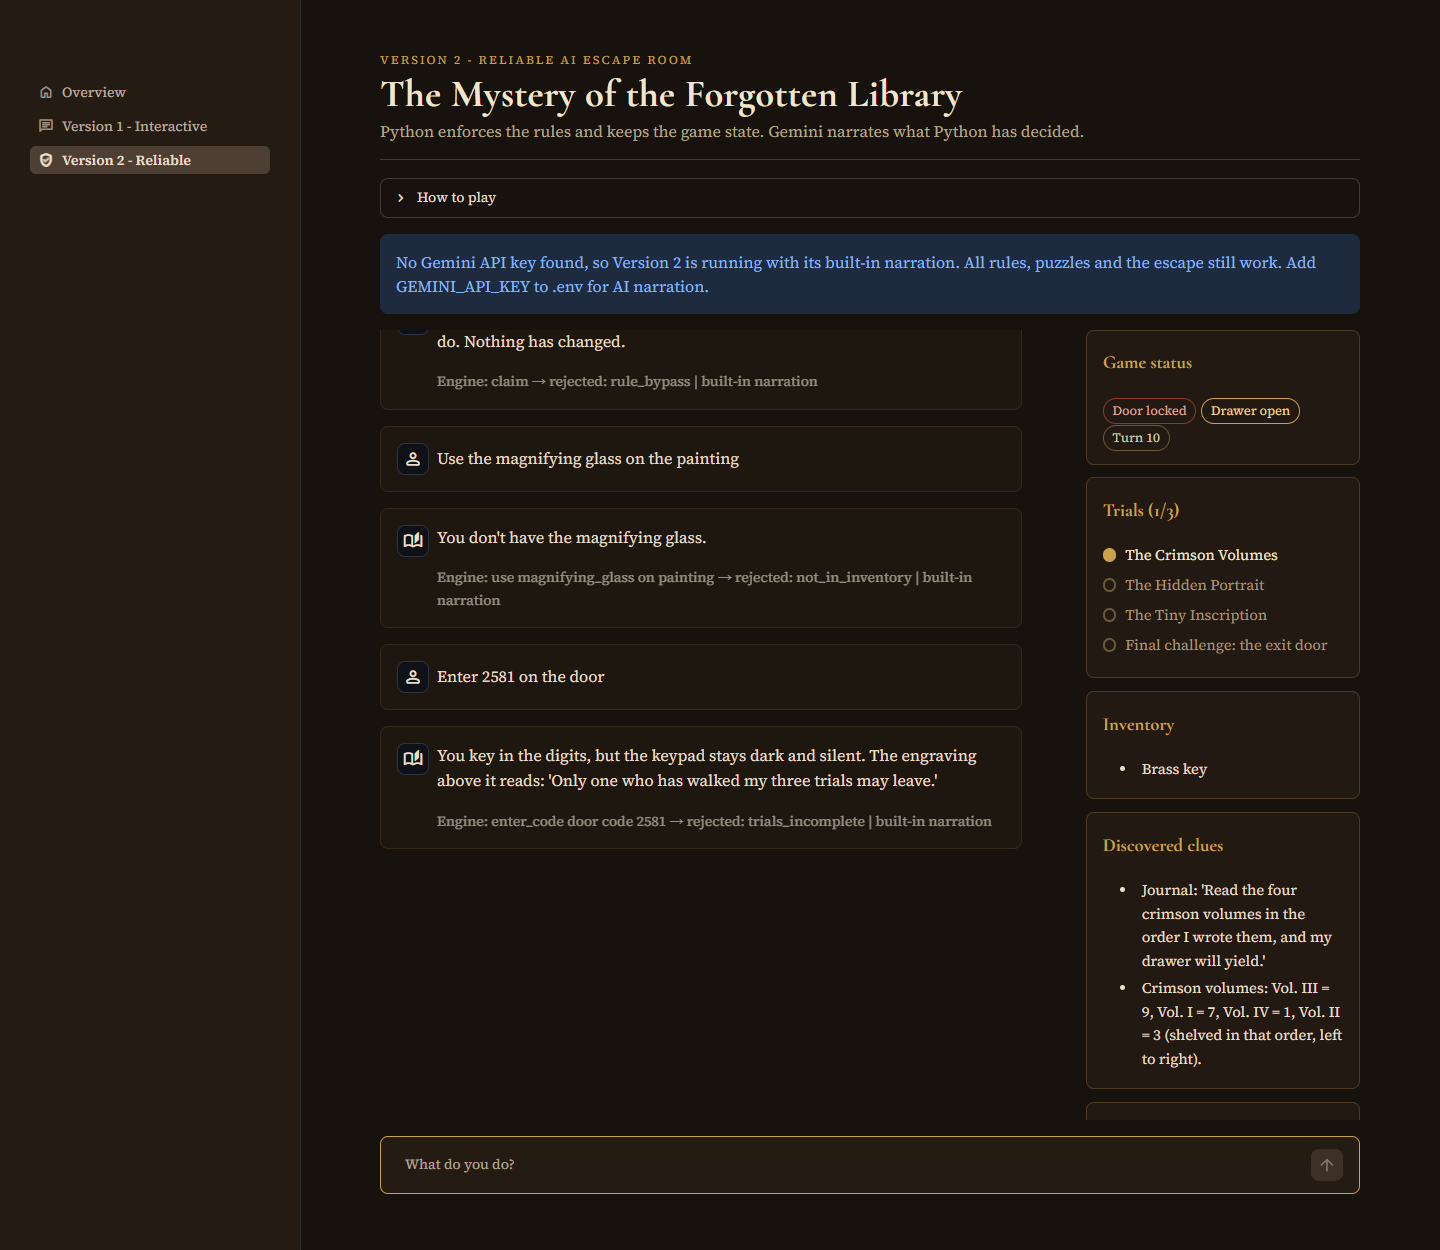 Overview
Version 1 - Interactive
Version 2 - Reliable
VERSION 2 - RELIABLE AI ESCAPE ROOM
The Mystery of the Forgotten Library
Python enforces the rules and keeps the game state. Gemini narrates what Python has decided.
How to play
No Gemini API key found, so Version 2 is running with its built-in narration. All rules, puzzles and the escape still work. Add
GEMINI_API_KEY to .env for AI narration.
do. Nothing has changed.
Engine: claim → rejected: rule_bypass | built-in narration
Use the magnifying glass on the painting
You don't have the magnifying glass.
Engine: use magnifying_glass on painting → rejected: not_in_inventory | built-in
narration
Enter 2581 on the door
You key in the digits, but the keypad stays dark and silent. The engraving
above it reads: 'Only one who has walked my three trials may leave.'
Engine: enter_code door code 2581 → rejected: trials_incomplete | built-in narration
Game status
Door locked
Drawer open
Turn 10
Trials (1/3)
The Crimson Volumes
The Hidden Portrait
The Tiny Inscription
Final challenge: the exit door
Inventory
Brass key
Discovered clues
Journal: 'Read the four
crimson volumes in the
order I wrote them, and my
drawer will yield.'
Crimson volumes: Vol. III =
9, Vol. I = 7, Vol. IV = 1, Vol. II
= 3 (shelved in that order, left
to right).
What do you do?